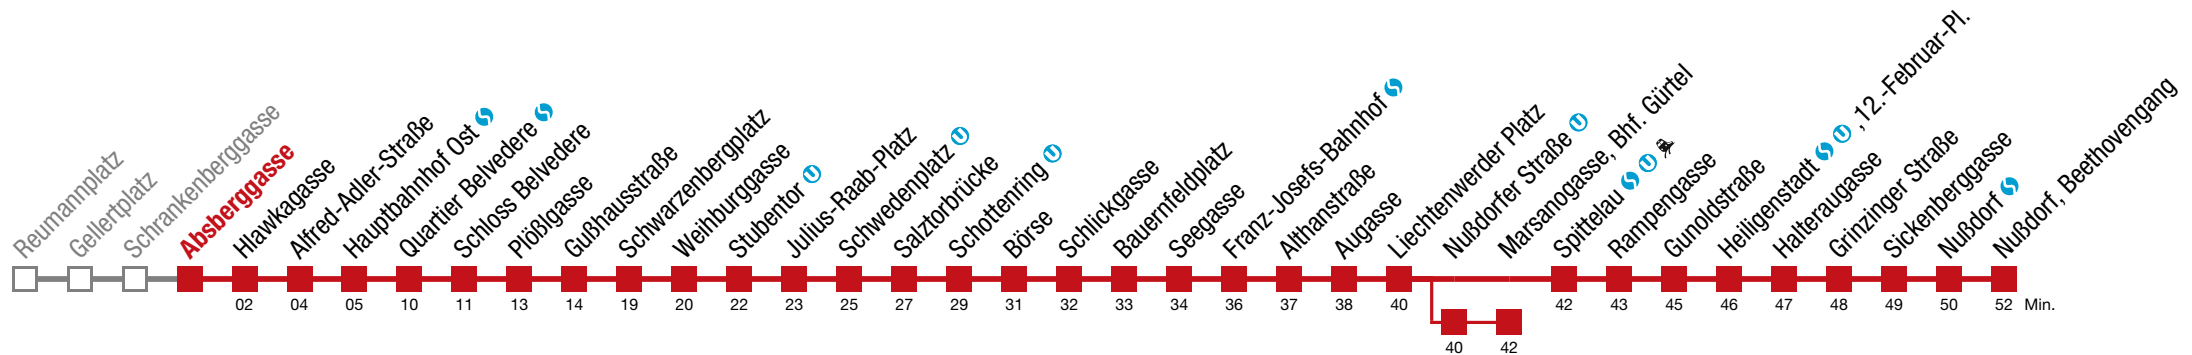 Reumannplatz
Gellertplatz
Schrankenberggasse
Absberggasse
Hlawkagasse
Alfred-Adler-Straße
Hauptbahnhof Ost S
Quartier Belvedere S
Schloss Belvedere
Plößlgasse
Gußhausstraße
Schwarzenbergplatz
Weihburggasse
Stubentor U
Julius-Raab-Platz
Schwedenplatz U
Salztorbrücke
Schottenring U
Börse
Schlickgasse
Bauernfeldplatz
Seegasse
Franz-Josefs-Bahnhof S
Althanstraße
Augasse
Liechtenwerder Platz
Nußdorfer Straße U
Marsanogasse, Bhf. Gürtel
Spittelau S U
Rampengasse
Gunoldstraße
Heiligenstadt S U, 12.-Februar-Pl.
Halteraugasse
Grinzinger Straße
Sickenberggasse
Nußdorf S
Nußdorf, Beethovengang
02 04 05 10 11 13 14 19 20 22 23 25 27 29 31 32 33 34 36 37 38 40 42 43 45 46 47 48 49 50 52 Min.
40 42